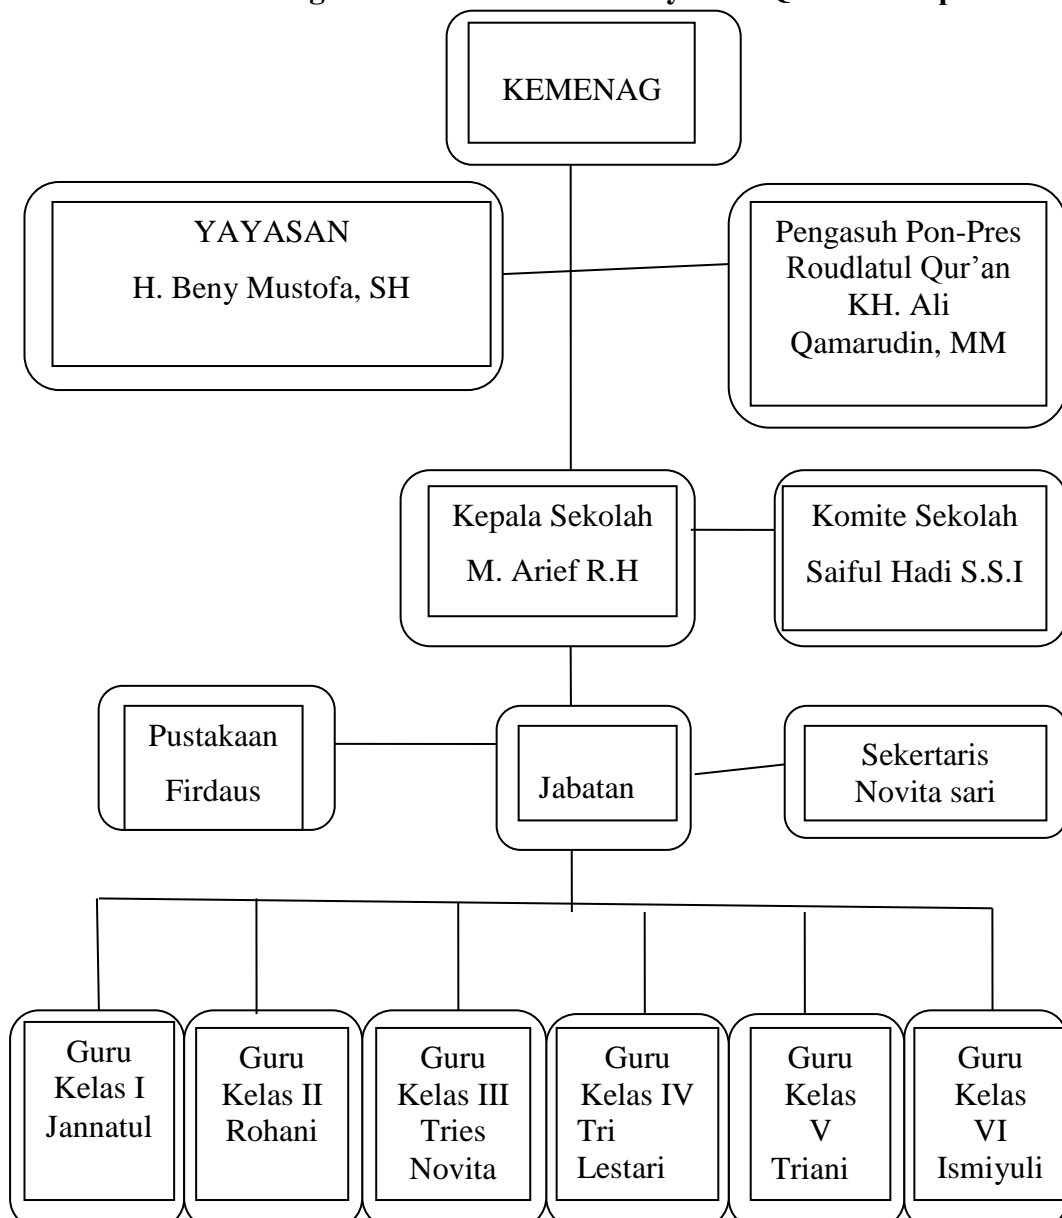 KEMENAG
YAYASAN
H. Beny Mustofa, SH
Pengasuh Pon-Pres
Roudlatul Qur’an
KH. Ali
Qamarudin, MM
Kepala Sekolah
M. Arief R.H
Komite Sekolah
Saiful Hadi S.S.I
Pustakaan
Firdaus
Jabatan
Sekertaris
Novita sari
Guru
Kelas I
Jannatul
Guru
Kelas II
Rohani
Guru
Kelas III
Tries
Novita
Guru
Kelas IV
Tri
Lestari
Guru
Kelas
V
Triani
Guru
Kelas
VI
Ismiyuli